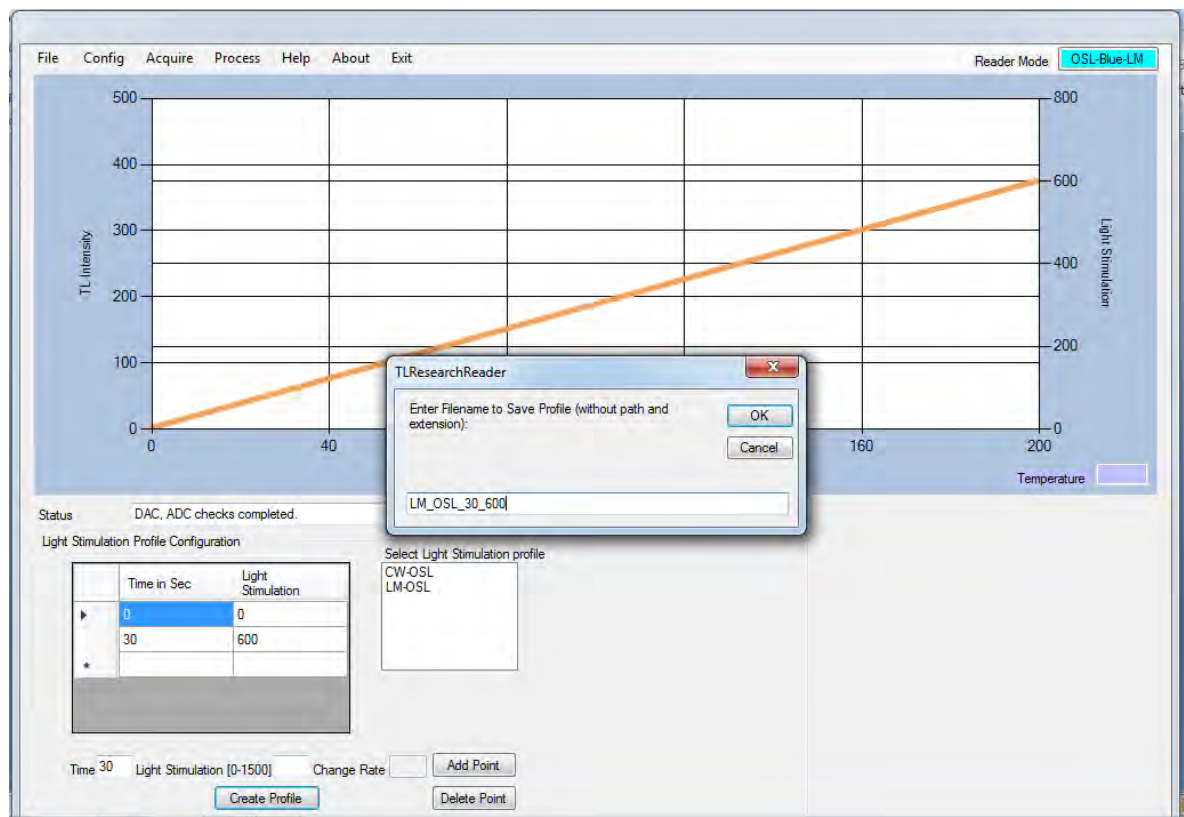 File Config Acquire Process Help About Exit
Reader Mode OSL-Blue-LM
500
400
300
200
100
0
TL Intensity
800
600
400
200
0
Light Stimulation
0 40 160 200
Temperature
TLResearchReader
Enter Filename to Save Profile (without path and
extension):
OK
Cancel
LM_OSL_30_600
Status DAC, ADC checks completed.
Light Stimulation Profile Configuration
Time in Sec Light
Stimulation
0 0
30 600
*
Select Light Stimulation profile
CW-OSL
LM-OSL
Time 30 Light Stimulation [0-1500] Change Rate Add Point
Create Profile Delete Point